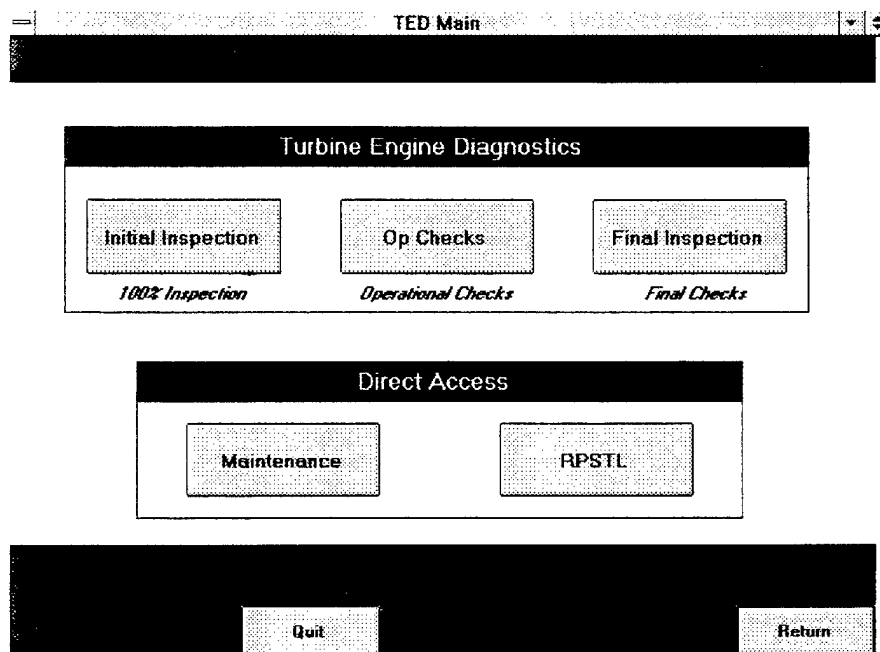 TED Main
Turbine Engine Diagnostics
Initial Inspection Op Checks Final Inspection
100% Inspection Operational Checks Final Checks
Direct Access
Maintenance RPSTL
Quit Return